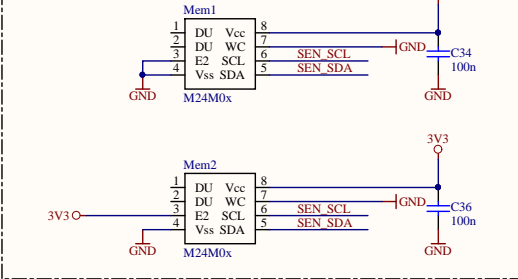 Mem1
1 DU Vcc 8
2 DU WC 7 GND
3 E2 SCL 6 SEN_SCL
4 Vss SDA 5 SEN_SDA
C34
100n
GND
M24M0x
GND
3V3
Mem2
1 DU Vcc 8
2 DU WC 7 GND
3V3 3 E2 SCL 6 SEN_SCL
4 Vss SDA 5 SEN_SDA
C36
100n
GND
M24M0x
GND